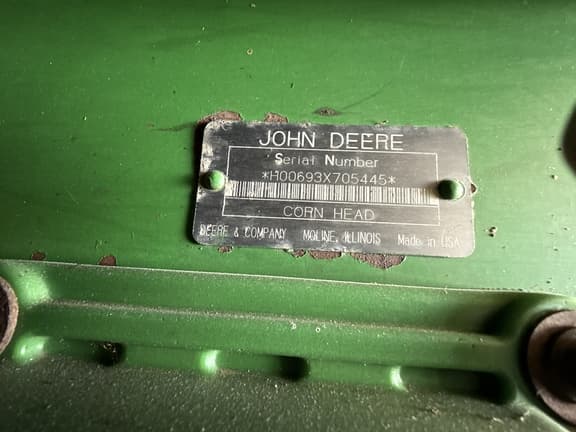 JOHN DEERE
Serial Number
*H00693X705445*
CORN HEAD
DEERE & COMPANY MOLINE, ILLINOIS Made in USA